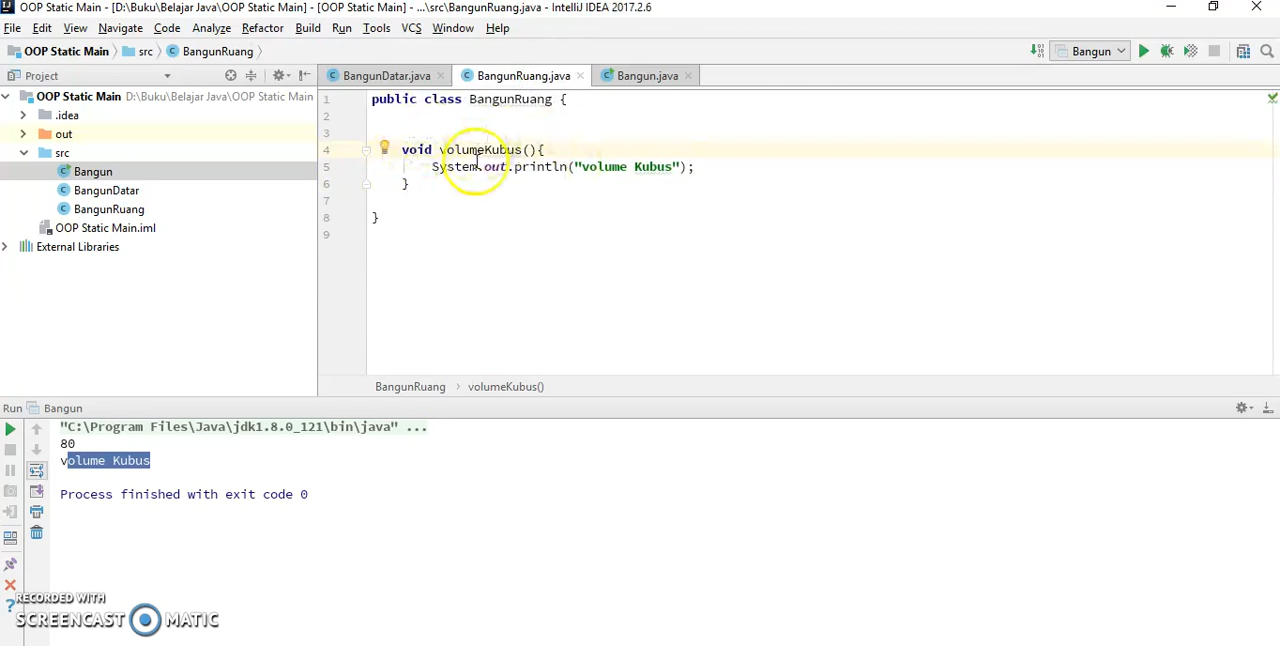 OOP Static Main - [D:\Buku\Belajar Java\OOP Static Main] - [OOP Static Main] - ...\src\BangunRuang.java - IntelliJ IDEA 2017.2.6
File Edit View Navigate Code Analyze Refactor Build Run Tools VCS Window Help
OOP Static Main src BangunRuang Bangun
Project
BangunDatar.java BangunRuang.java Bangun.java
OOP Static Main D:\Buku\Belajar Java\OOP Static Main
.idea
out
src
Bangun
BangunDatar
BangunRuang
OOP Static Main.iml
External Libraries
1 public class BangunRuang {
2
3
4 void volumeKubus(){
5 System.out.println("volume Kubus");
6 }
7
8 }
9
BangunRuang volumeKubus()
Run Bangun
"C:\Program Files\Java\jdk1.8.0_121\bin\java" ...
80
volume Kubus
Process finished with exit code 0
RECORDED WITH
SCREENCAST MATIC